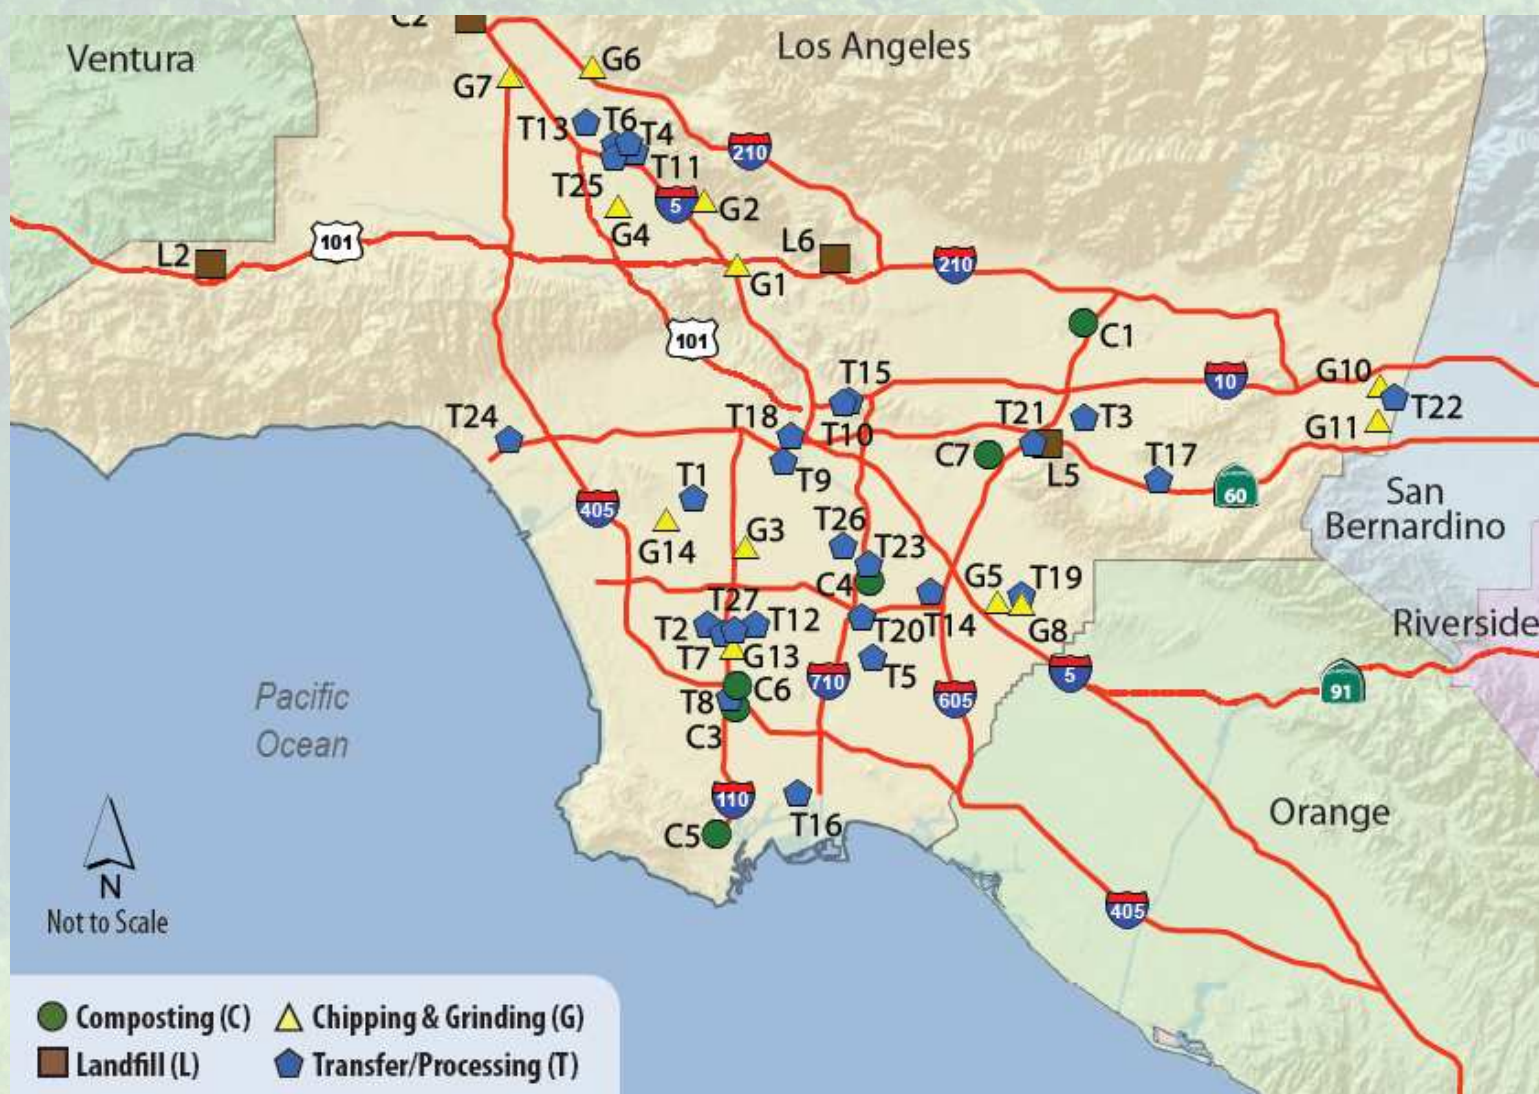 C2
Ventura
Los Angeles
G7
G6
T13
T6
T4
T11
210
T25
5
G2
G4
L2
101
L6
210
G1
C1
101
T15
10
G10
T22
T24
T18
T10
T21
T3
G11
C7
L5
T17
T9
60
San
Bernardino
T1
405
G14
G3
T26
T23
C4
G5
T19
T27
T2
T12
T20
T14
G8
Riverside
T7
G13
T5
5
91
710
605
C6
T8
C3
Pacific
Ocean
110
T16
C5
Orange
N
Not to Scale
405
Composting (C)
Chipping & Grinding (G)
Landfill (L)
Transfer/Processing (T)